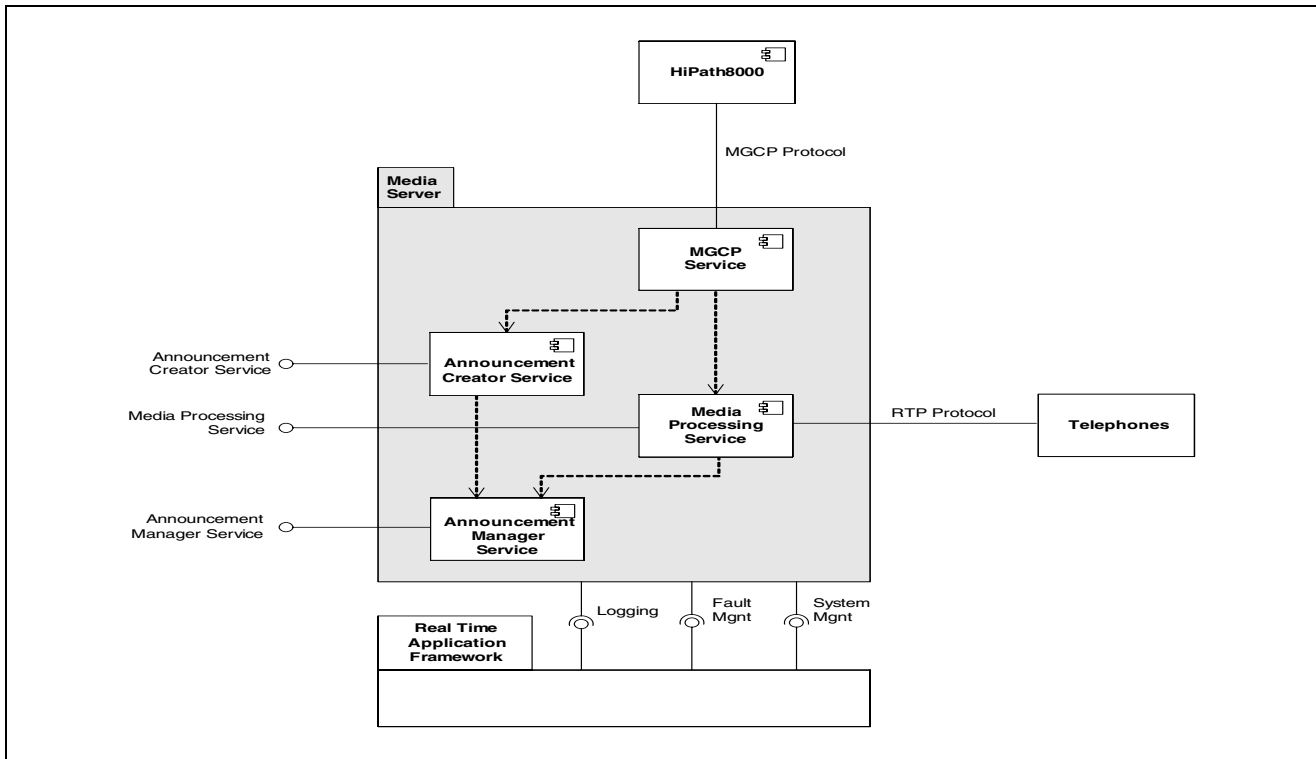 HiPath8000
MGCP Protocol
Media
Server
MGCP
Service
Announcement
Creator Service
Announcement
Creator Service
Media Processing
Service
Media
Processing
Service
RTP Protocol
Telephones
Announcement
Manager Service
Announcement
Manager
Service
Logging
Fault
Mgnt
System
Mgnt
Real Time
Application
Framework